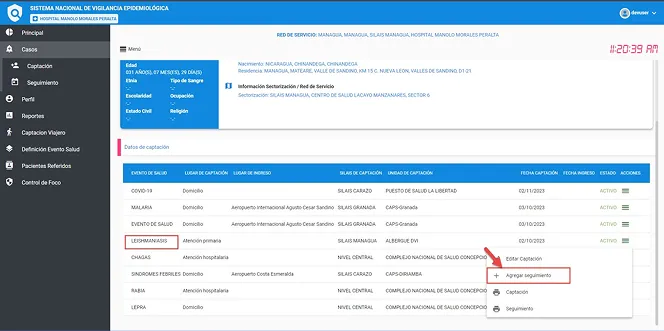 SISTEMA NACIONAL DE VIGILANCIA EPIDEMIOLÓGICA
HOSPITAL MANOLO MORALES PERALTA
devuser
RED DE SERVICIO: MANAGUA, MANAGUA, SILAIS MANAGUA, HOSPITAL MANOLO MORALES PERALTA
Menú
11:20:39 AM
Principal
Casos
Captación
Seguimiento
Perfil
Reportes
Captacion Viajero
Definición Evento Salud
Pacientes Referidos
Control de Foco
Edad
031 AÑO(S), 07 MES(ES), 29 DÍA(S)
Etnia Tipo de Sangre
Escolaridad Ocupación
Estado Civil Religión
Nacimiento: NICARAGUA, CHINANDEGA, CHINANDEGA
Residencia: MANAGUA, MATEARE, VALLE DE SANDINO, KM 15 C. NUEVA LEÓN, VALLES DE SANDINO, D1-21
Información Sectorización / Red de Servicio
Sectorización: SILAIS MANAGUA, CENTRO DE SALUD LACAYO MANZANARES, SECTOR 6
Datos de captación
EVENTO DE SALUD LUGAR DE CAPTACIÓN LUGAR DE INGRESO SILAIS DE CAPTACIÓN UNIDAD DE CAPTACIÓN FECHA CAPTACIÓN FECHA INGRESO ESTADO ACCIONES
COVID-19 Domicilio SILAIS CARAZO PUESTO DE SALUD LA LIBERTAD 02/11/2023 ACTIVO
MALARIA Domicilio Aeropuerto Internacional Agusto Cesar Sandino SILAIS GRANADA CAPS-Granada 03/10/2023 ACTIVO
EVENTO DE SALUD Domicilio Aeropuerto Internacional Agusto Cesar Sandino SILAIS GRANADA CAPS-Granada 03/10/2023 ACTIVO
LEISHMANIASIS Atención primaria SILAIS MANAGUA ALBERGUE DVI 02/10/2023 ACTIVO
CHAGAS Atención hospitalaria NIVEL CENTRAL COMPLEJO NACIONAL DE SALUD CONCEPCIO
SINDROMES FEBRILES Domicilio Aeropuerto Costa Esmeralda SILAIS CARAZO CAPS-DIRIAMBA
RABIA Atención hospitalaria NIVEL CENTRAL COMPLEJO NACIONAL DE SALUD CONCEPCIO
LEPRA Domicilio NIVEL CENTRAL COMPLEJO NACIONAL DE SALUD CONCEPCIO
Editar Captación
Agregar seguimiento
Captación
Seguimiento